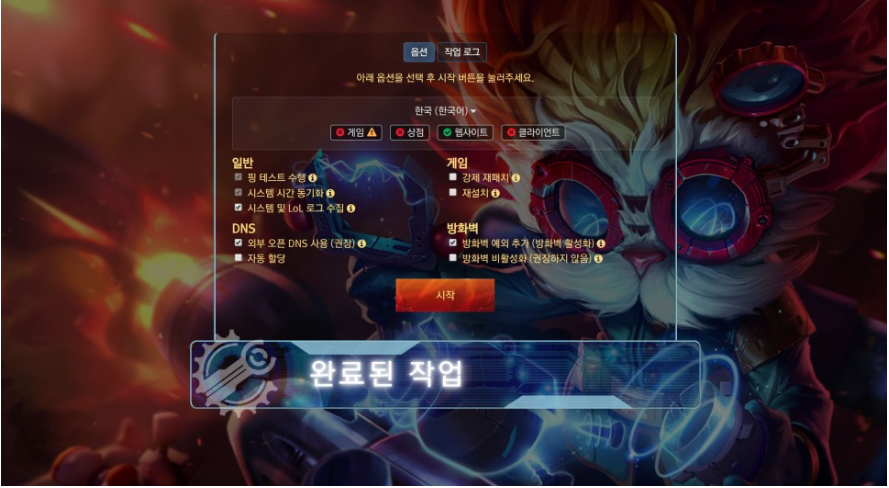 옵션 작업 로그
아래 옵션을 선택 후 시작 버튼을 눌러주세요.
한국 (한국어)
게임 상점 웹사이트 클라이언트
일반
핑 테스트 수행
시스템 시간 동기화
시스템 및 LoL 로그 수집
게임
강제 재패치
재설치
DNS
외부 오픈 DNS 사용 (권장)
자동 할당
방화벽
방화벽 예외 추가 (방화벽 활성화)
방화벽 비활성화 (권장하지 않음)
시작
완료된 작업